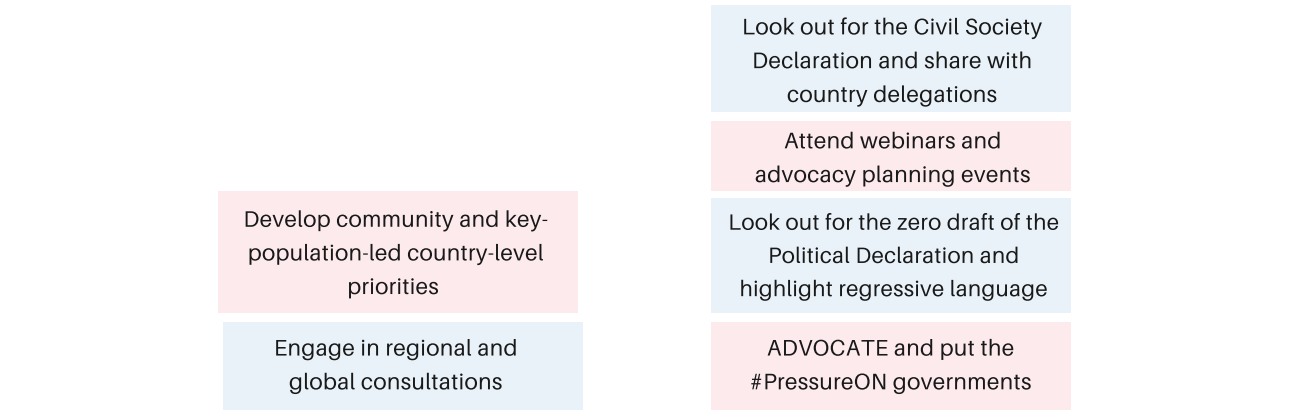 Develop community and key-
population-led country-level
priorities
Engage in regional and
global consultations
Look out for the Civil Society
Declaration and share with
country delegations
Attend webinars and
advocacy planning events
Look out for the zero draft of the
Political Declaration and
highlight regressive language
ADVOCATE and put the
#PressureON governments